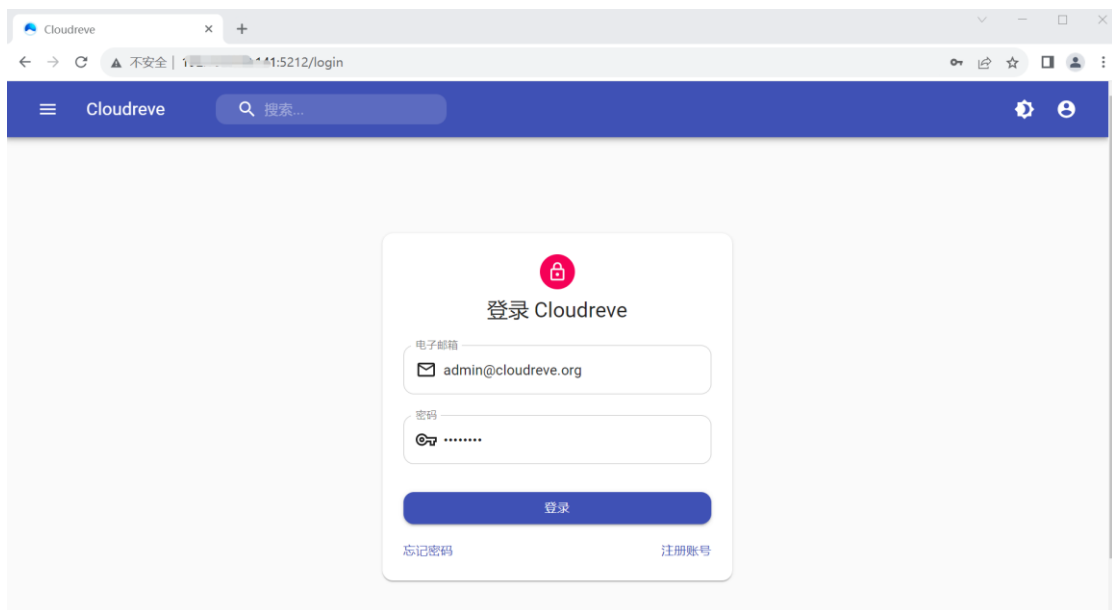 Cloudreve
不安全 | 141:5212/login
Cloudreve
搜索...
登录 Cloudreve
电子邮箱
admin@cloudreve.org
密码
登录
忘记密码 注册账号